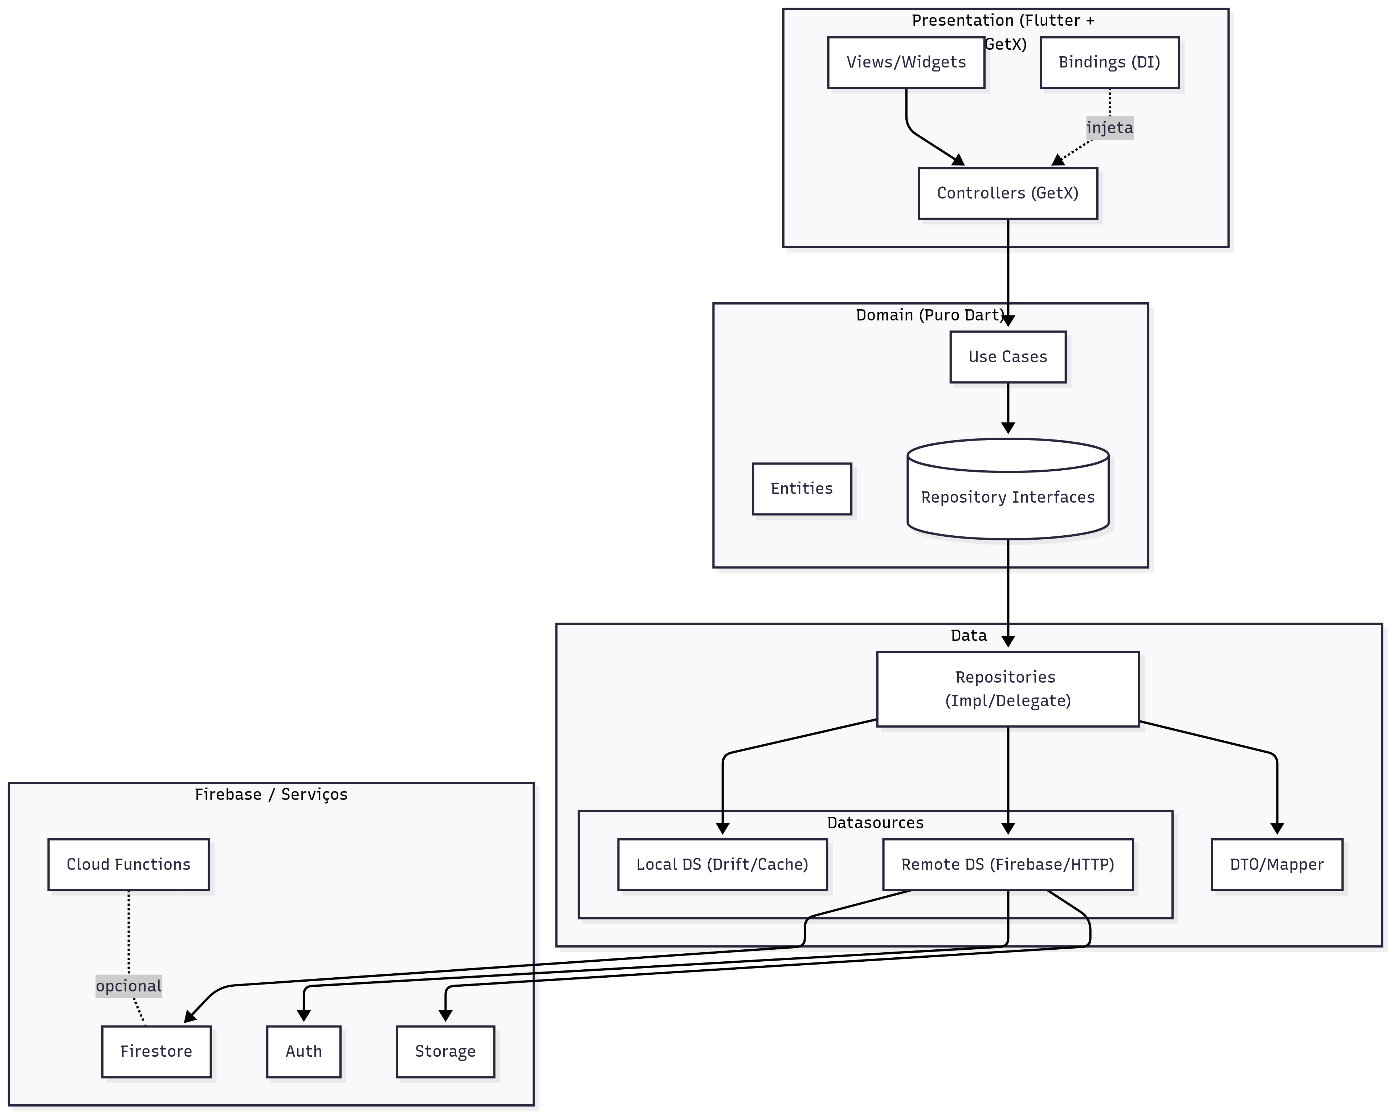 Presentation (Flutter +
GetX)
Views/Widgets
Bindings (DI)
injeta
Controllers (GetX)
Domain (Puro Dart)
Use Cases
Entities
Repository Interfaces
Data
Repositories
(Impl/Delegate)
Datasources
Local DS (Drift/Cache)
Remote DS (Firebase/HTTP)
DTO/Mapper
Firebase / Serviços
Cloud Functions
opcional
Firestore
Auth
Storage